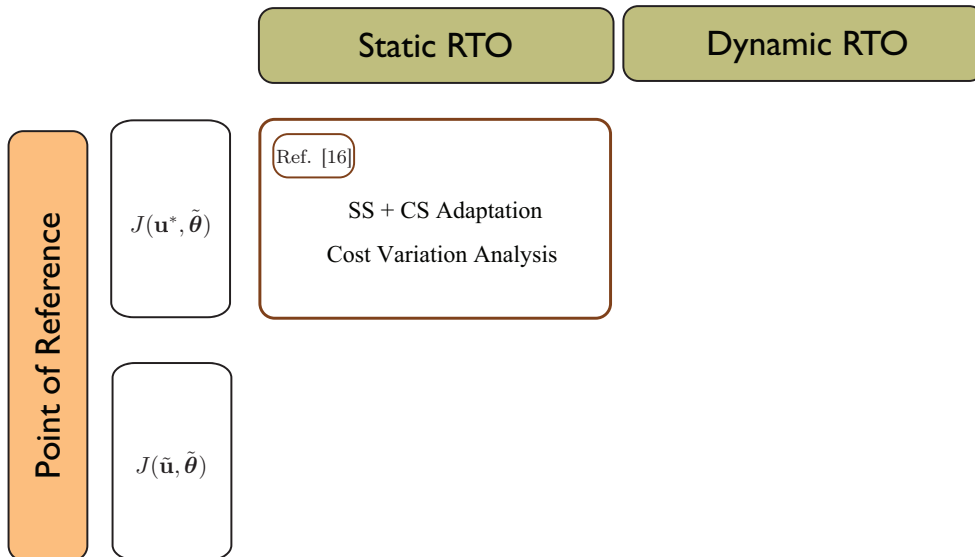 Static RTO
Dynamic RTO
Point of Reference
J(𝐮*, 𝜽̃)
Ref. [16]
SS + CS Adaptation
Cost Variation Analysis
J(𝐮̃, 𝜽̃)